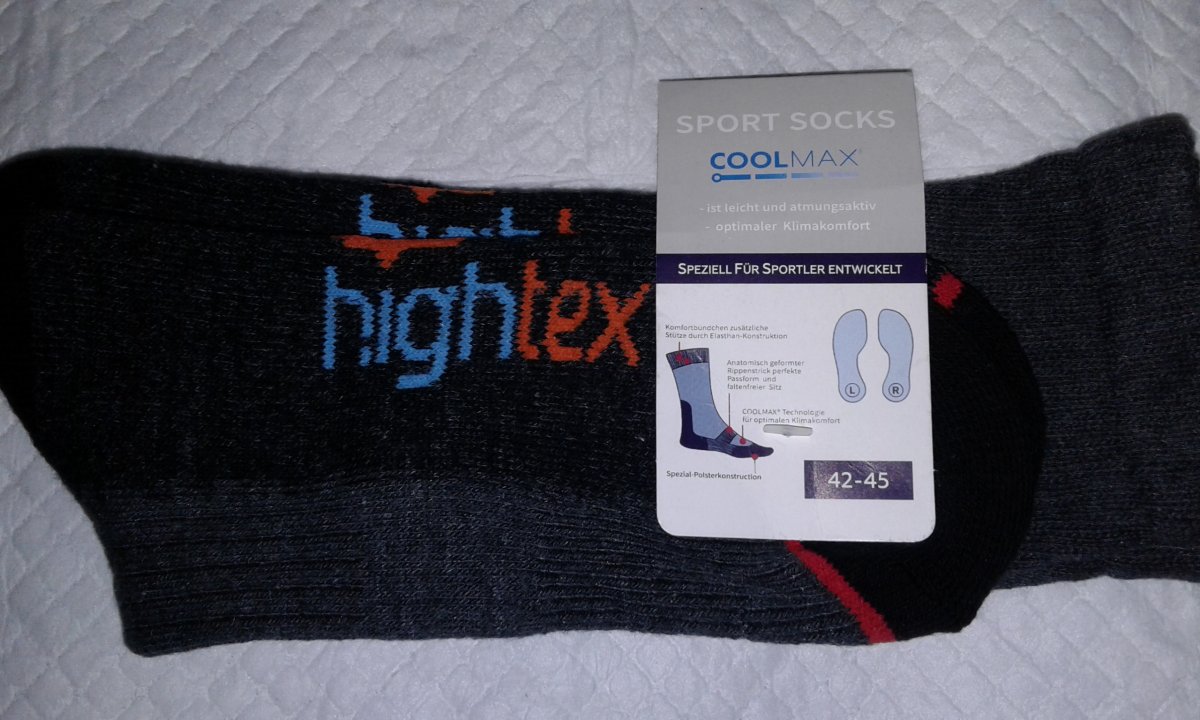 hightex
SPORT SOCKS
COOLMAX®
- ist leicht und atmungsaktiv
- optimaler Klimakomfort
SPEZIELL FÜR SPORTLER ENTWICKELT
Komfortbündchen zusätzliche
Stütze durch Elasthan-Konstruktion
Anatomisch geformter
Rippenstrick perfekte
Passform und
faltenfreier Sitz
COOLMAX® Technologie
für optimalen Klimakomfort
Spezial-Polsterkonstruktion
L R
42-45